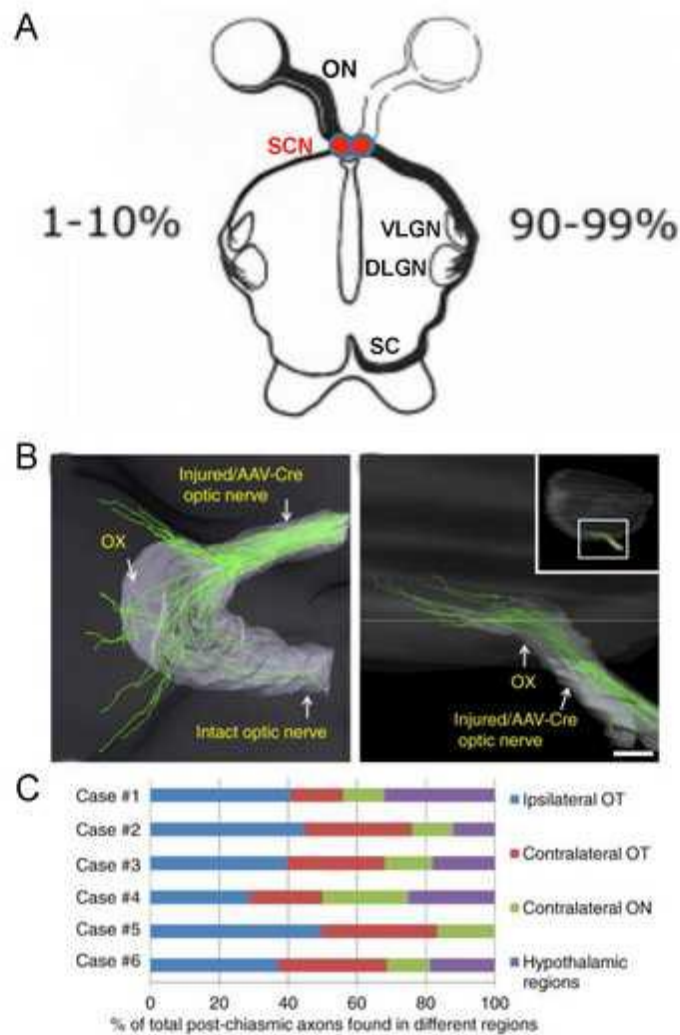 A
ON
SCN
1-10%
90-99%
VLGN
DLGN
SC
B
Injured/AAV-Cre
optic nerve
OX
Intact optic nerve
OX
Injured/AAV-Cre
optic nerve
C
Case #1
Case #2
Case #3
Case #4
Case #5
Case #6
0 20 40 60 80 100
% of total post-chiasmic axons found in different regions
Ipsilateral OT
Contralateral OT
Contralateral ON
Hypothalamic
regions